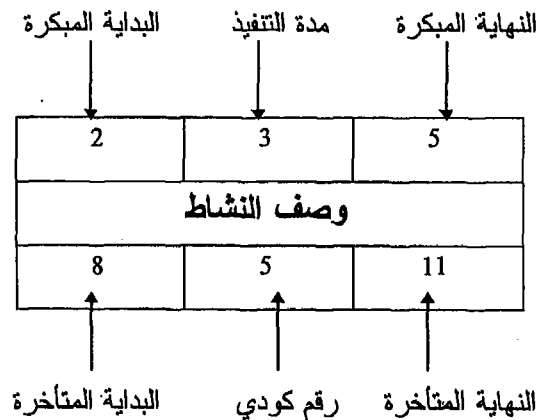 النهاية المبكرة مدة التنفيذ البداية المبكرة
2 3 5
وصف النشاط
8 5 11
النهاية المتأخرة رقم كودي البداية المتأخرة